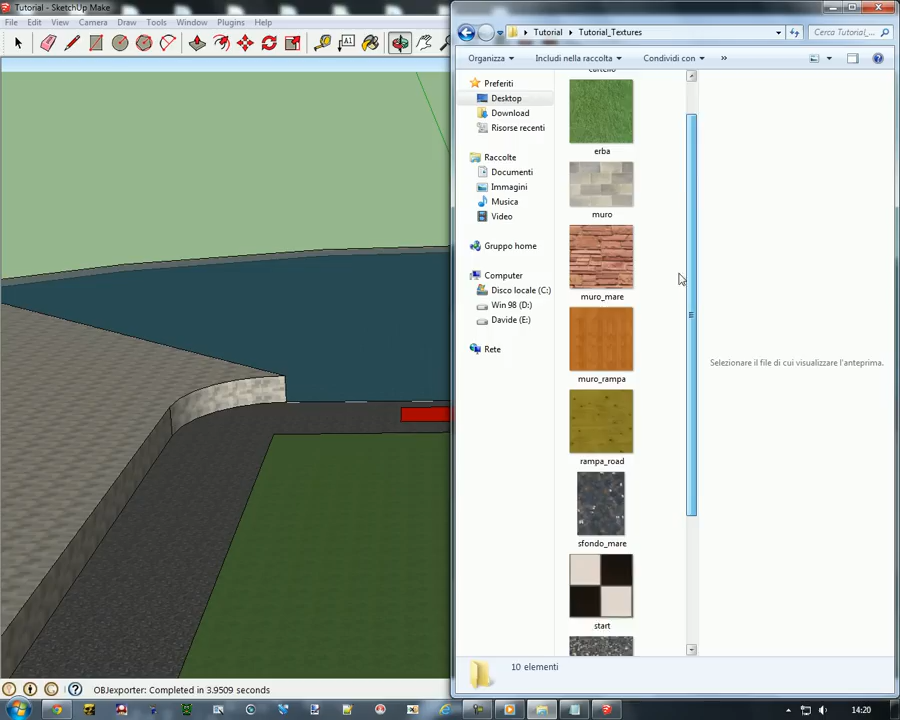 Tutorial - SketchUp Make
File Edit View Camera Draw Tools Window Plugins Help
Tutorial Tutorial_Textures Cerca Tutorial_...
Organizza Includi nella raccolta Condividi con »
Preferiti
Desktop
Download
Risorse recenti
Raccolte
Documenti
Immagini
Musica
Video
Gruppo home
Computer
Disco locale (C:)
Win 98 (D:)
Davide (E:)
Rete
cartello
erba
muro
muro_mare
muro_rampa
rampa_road
sfondo_mare
start
Selezionare il file di cui visualizzare l'anteprima.
10 elementi
OBJexporter: Completed in 3.9509 seconds
14:20